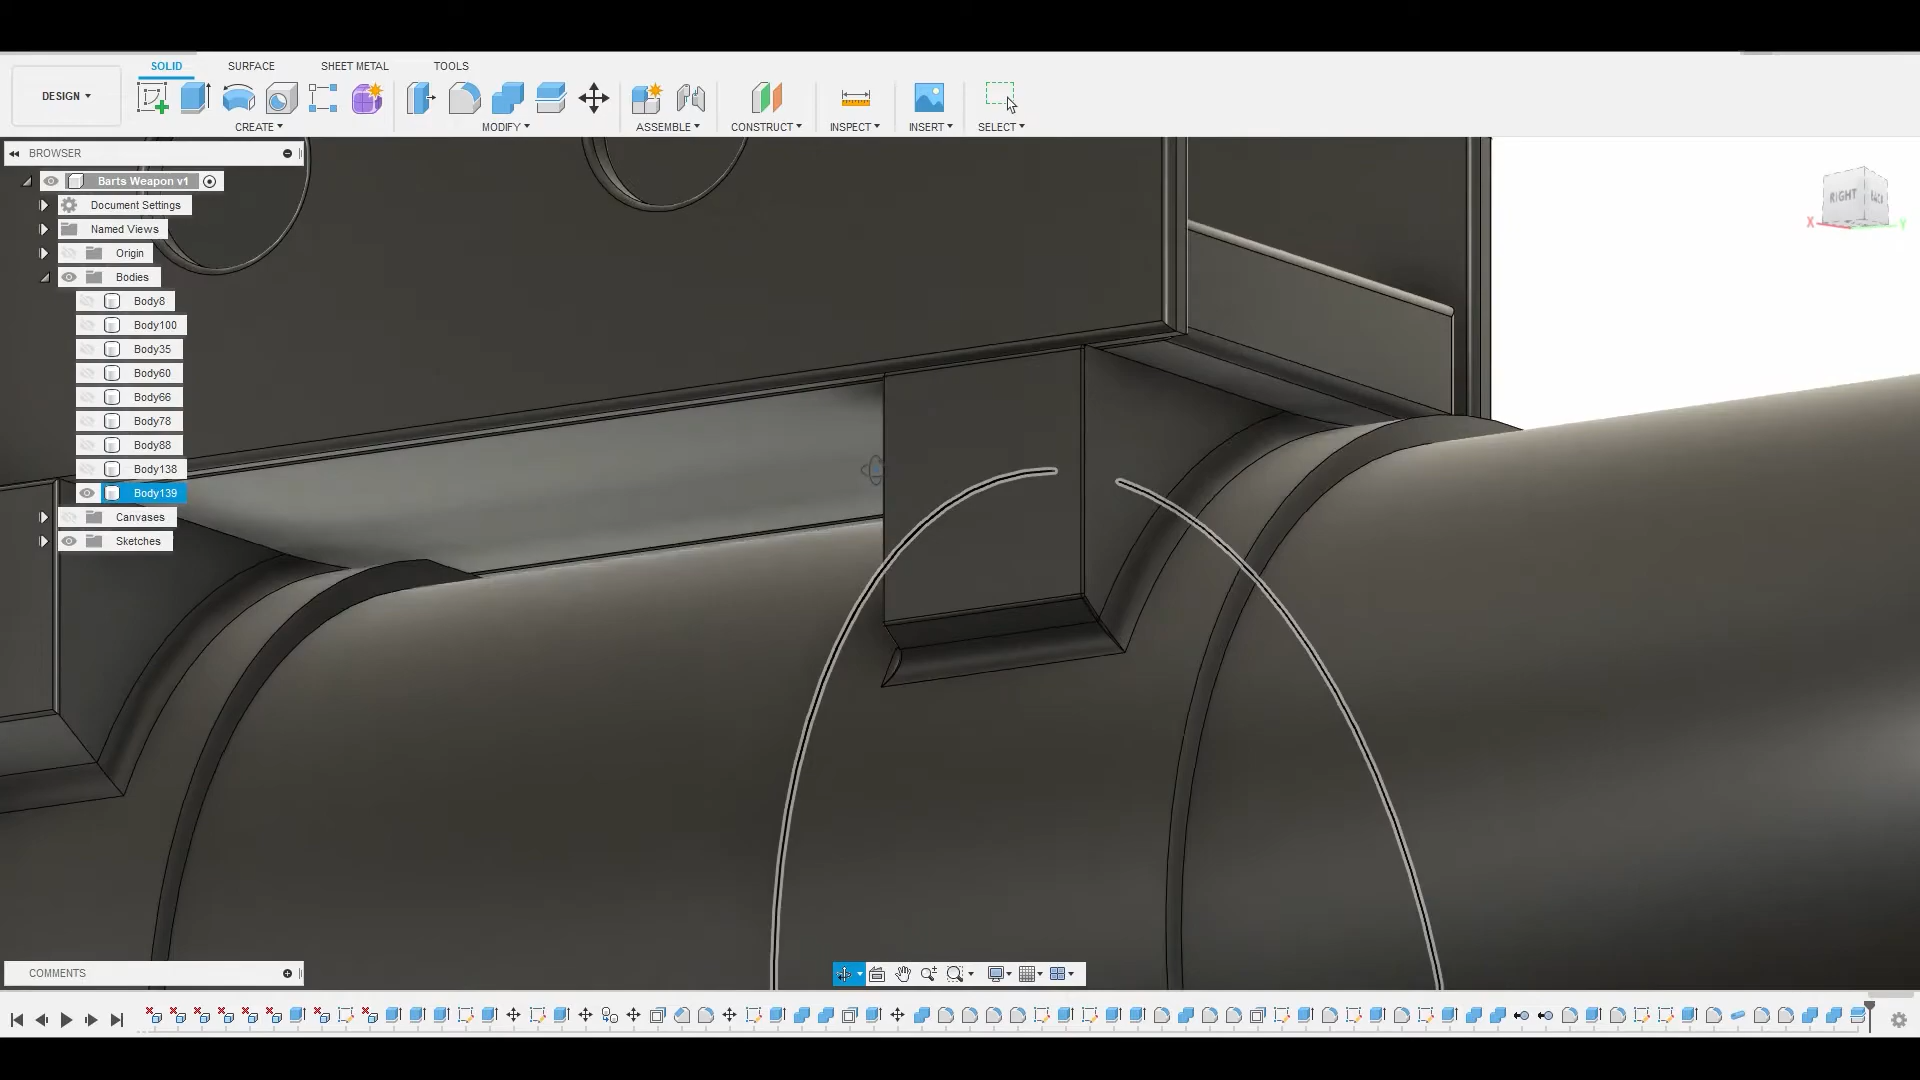 SOLID SURFACE SHEET METAL TOOLS
DESIGN
CREATE MODIFY ASSEMBLE CONSTRUCT INSPECT INSERT SELECT
BROWSER
Barts Weapon v1
Document Settings
Named Views
Origin
Bodies
Body8
Body100
Body35
Body60
Body66
Body78
Body88
Body138
Body139
Canvases
Sketches
RIGHT BACK
X Y
COMMENTS